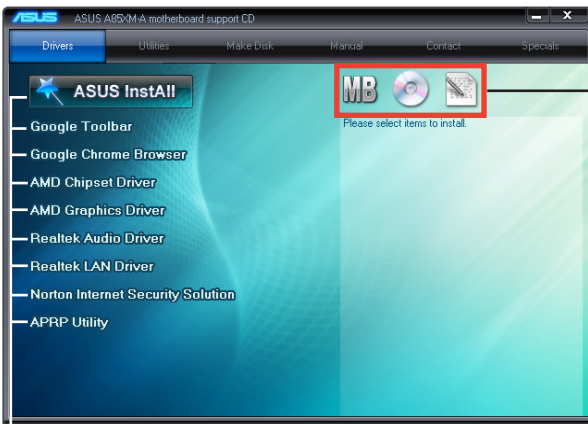 ASUS ASUS A85XM-A motherboard support CD
Drivers Utilities Make Disk Manual Contact Specials
ASUS InstAll
MB
Please select items to install.
Google Toolbar
Google Chrome Browser
AMD Chipset Driver
AMD Graphics Driver
Realtek Audio Driver
Realtek LAN Driver
Norton Internet Security Solution
APRP Utility